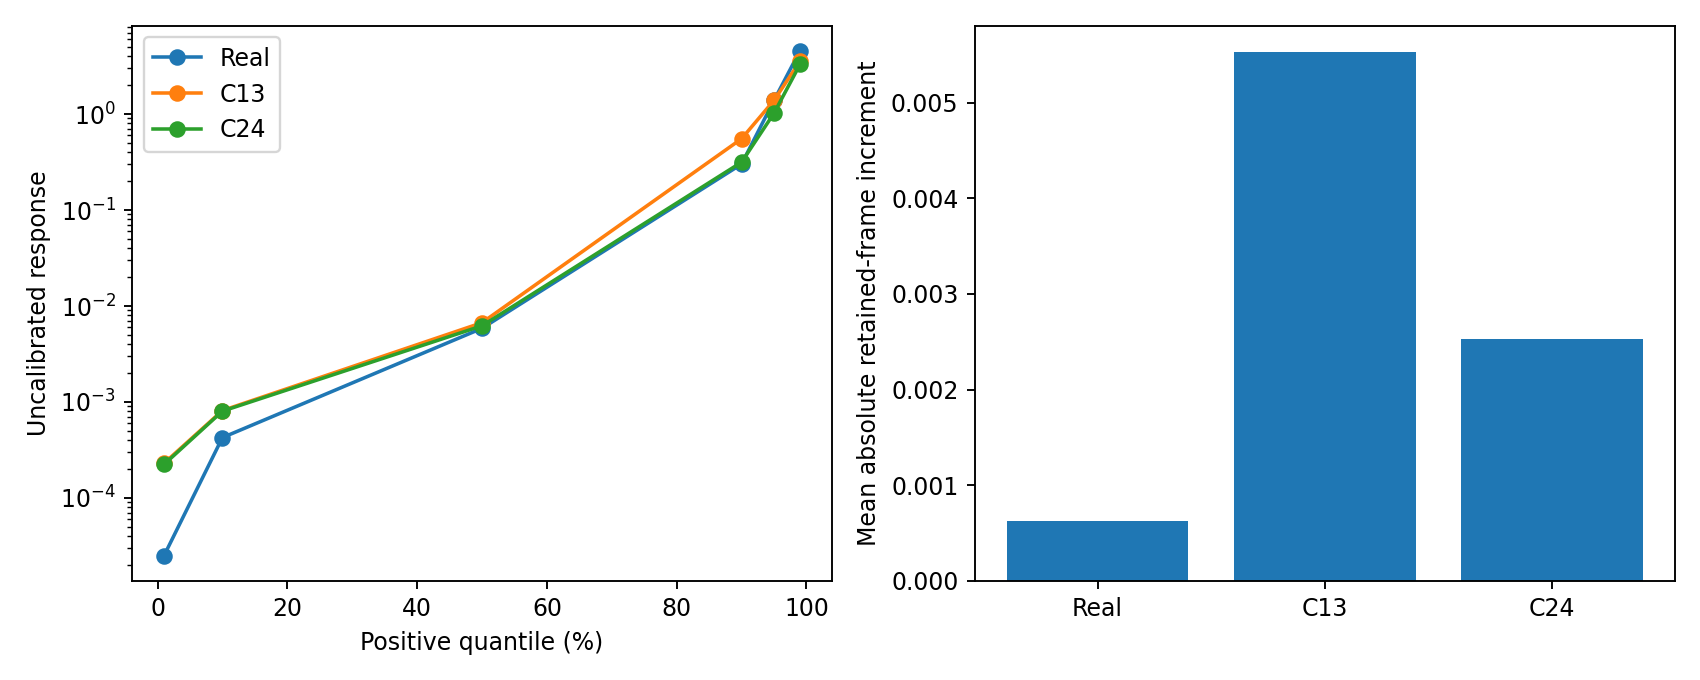 Real
C13
C24
10⁰
10⁻¹
10⁻²
10⁻³
10⁻⁴
Uncalibrated response
0 20 40 60 80 100
Positive quantile (%)
Mean absolute retained-frame increment
0.005
0.004
0.003
0.002
0.001
0.000
Real C13 C24